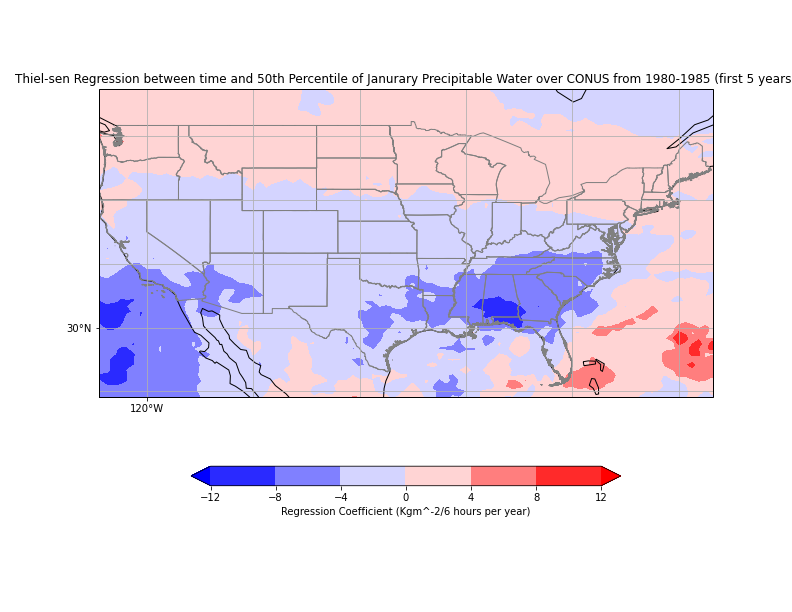 Thiel-sen Regression between time and 50th Percentile of Janurary Precipitable Water over CONUS from 1980-1985 (first 5 years
30°N
120°W
−12 −8 −4 0 4 8 12
Regression Coefficient (Kgm^-2/6 hours per year)